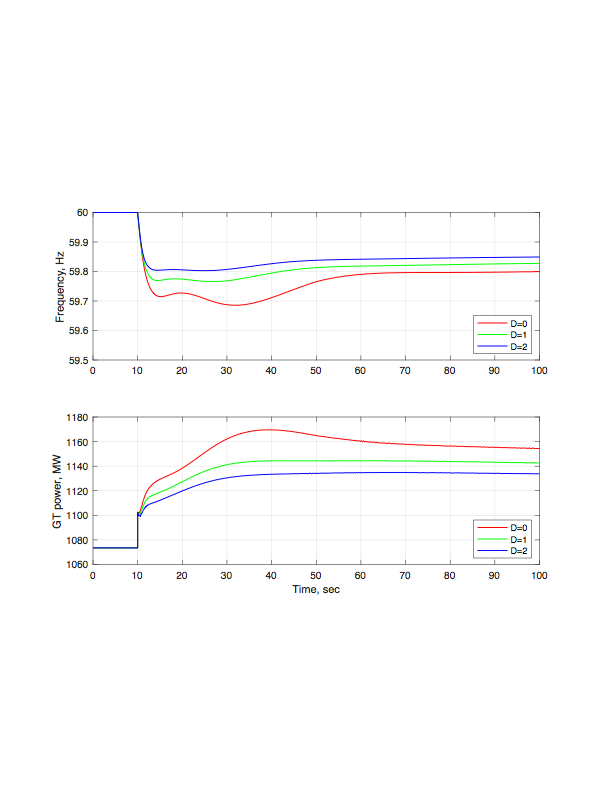 60
59.9
59.8
59.7
59.6
59.5
Frequency, Hz
D=0
D=1
D=2
0 10 20 30 40 50 60 70 80 90 100
1180
1160
1140
1120
1100
1080
1060
GT power, MW
D=0
D=1
D=2
0 10 20 30 40 50 60 70 80 90 100
Time, sec